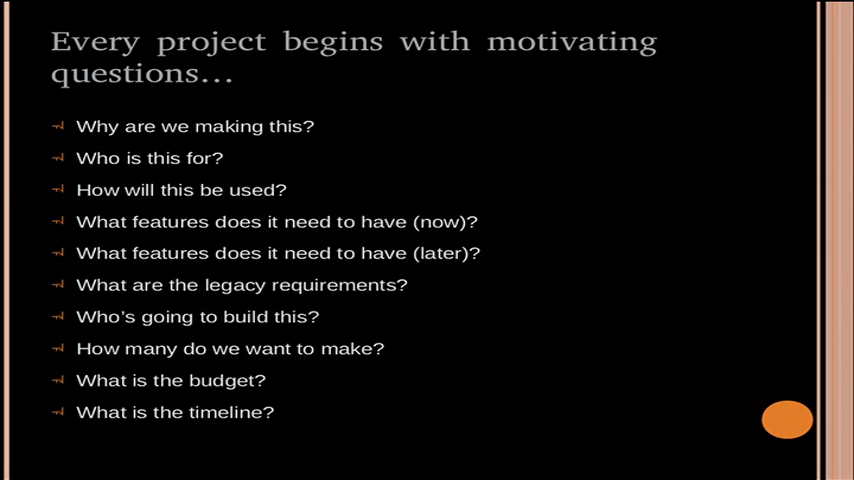 Every project begins with motivating
questions…
Why are we making this?
Who is this for?
How will this be used?
What features does it need to have (now)?
What features does it need to have (later)?
What are the legacy requirements?
Who's going to build this?
How many do we want to make?
What is the budget?
What is the timeline?